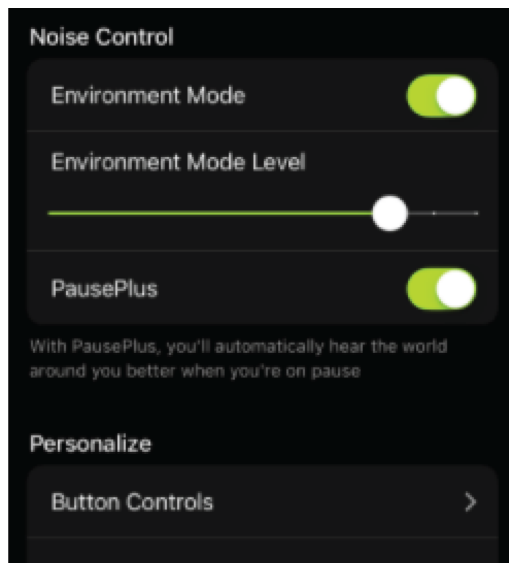 Noise Control
Environment Mode
Environment Mode Level
PausePlus
With PausePlus, you'll automatically hear the world
around you better when you're on pause
Personalize
Button Controls